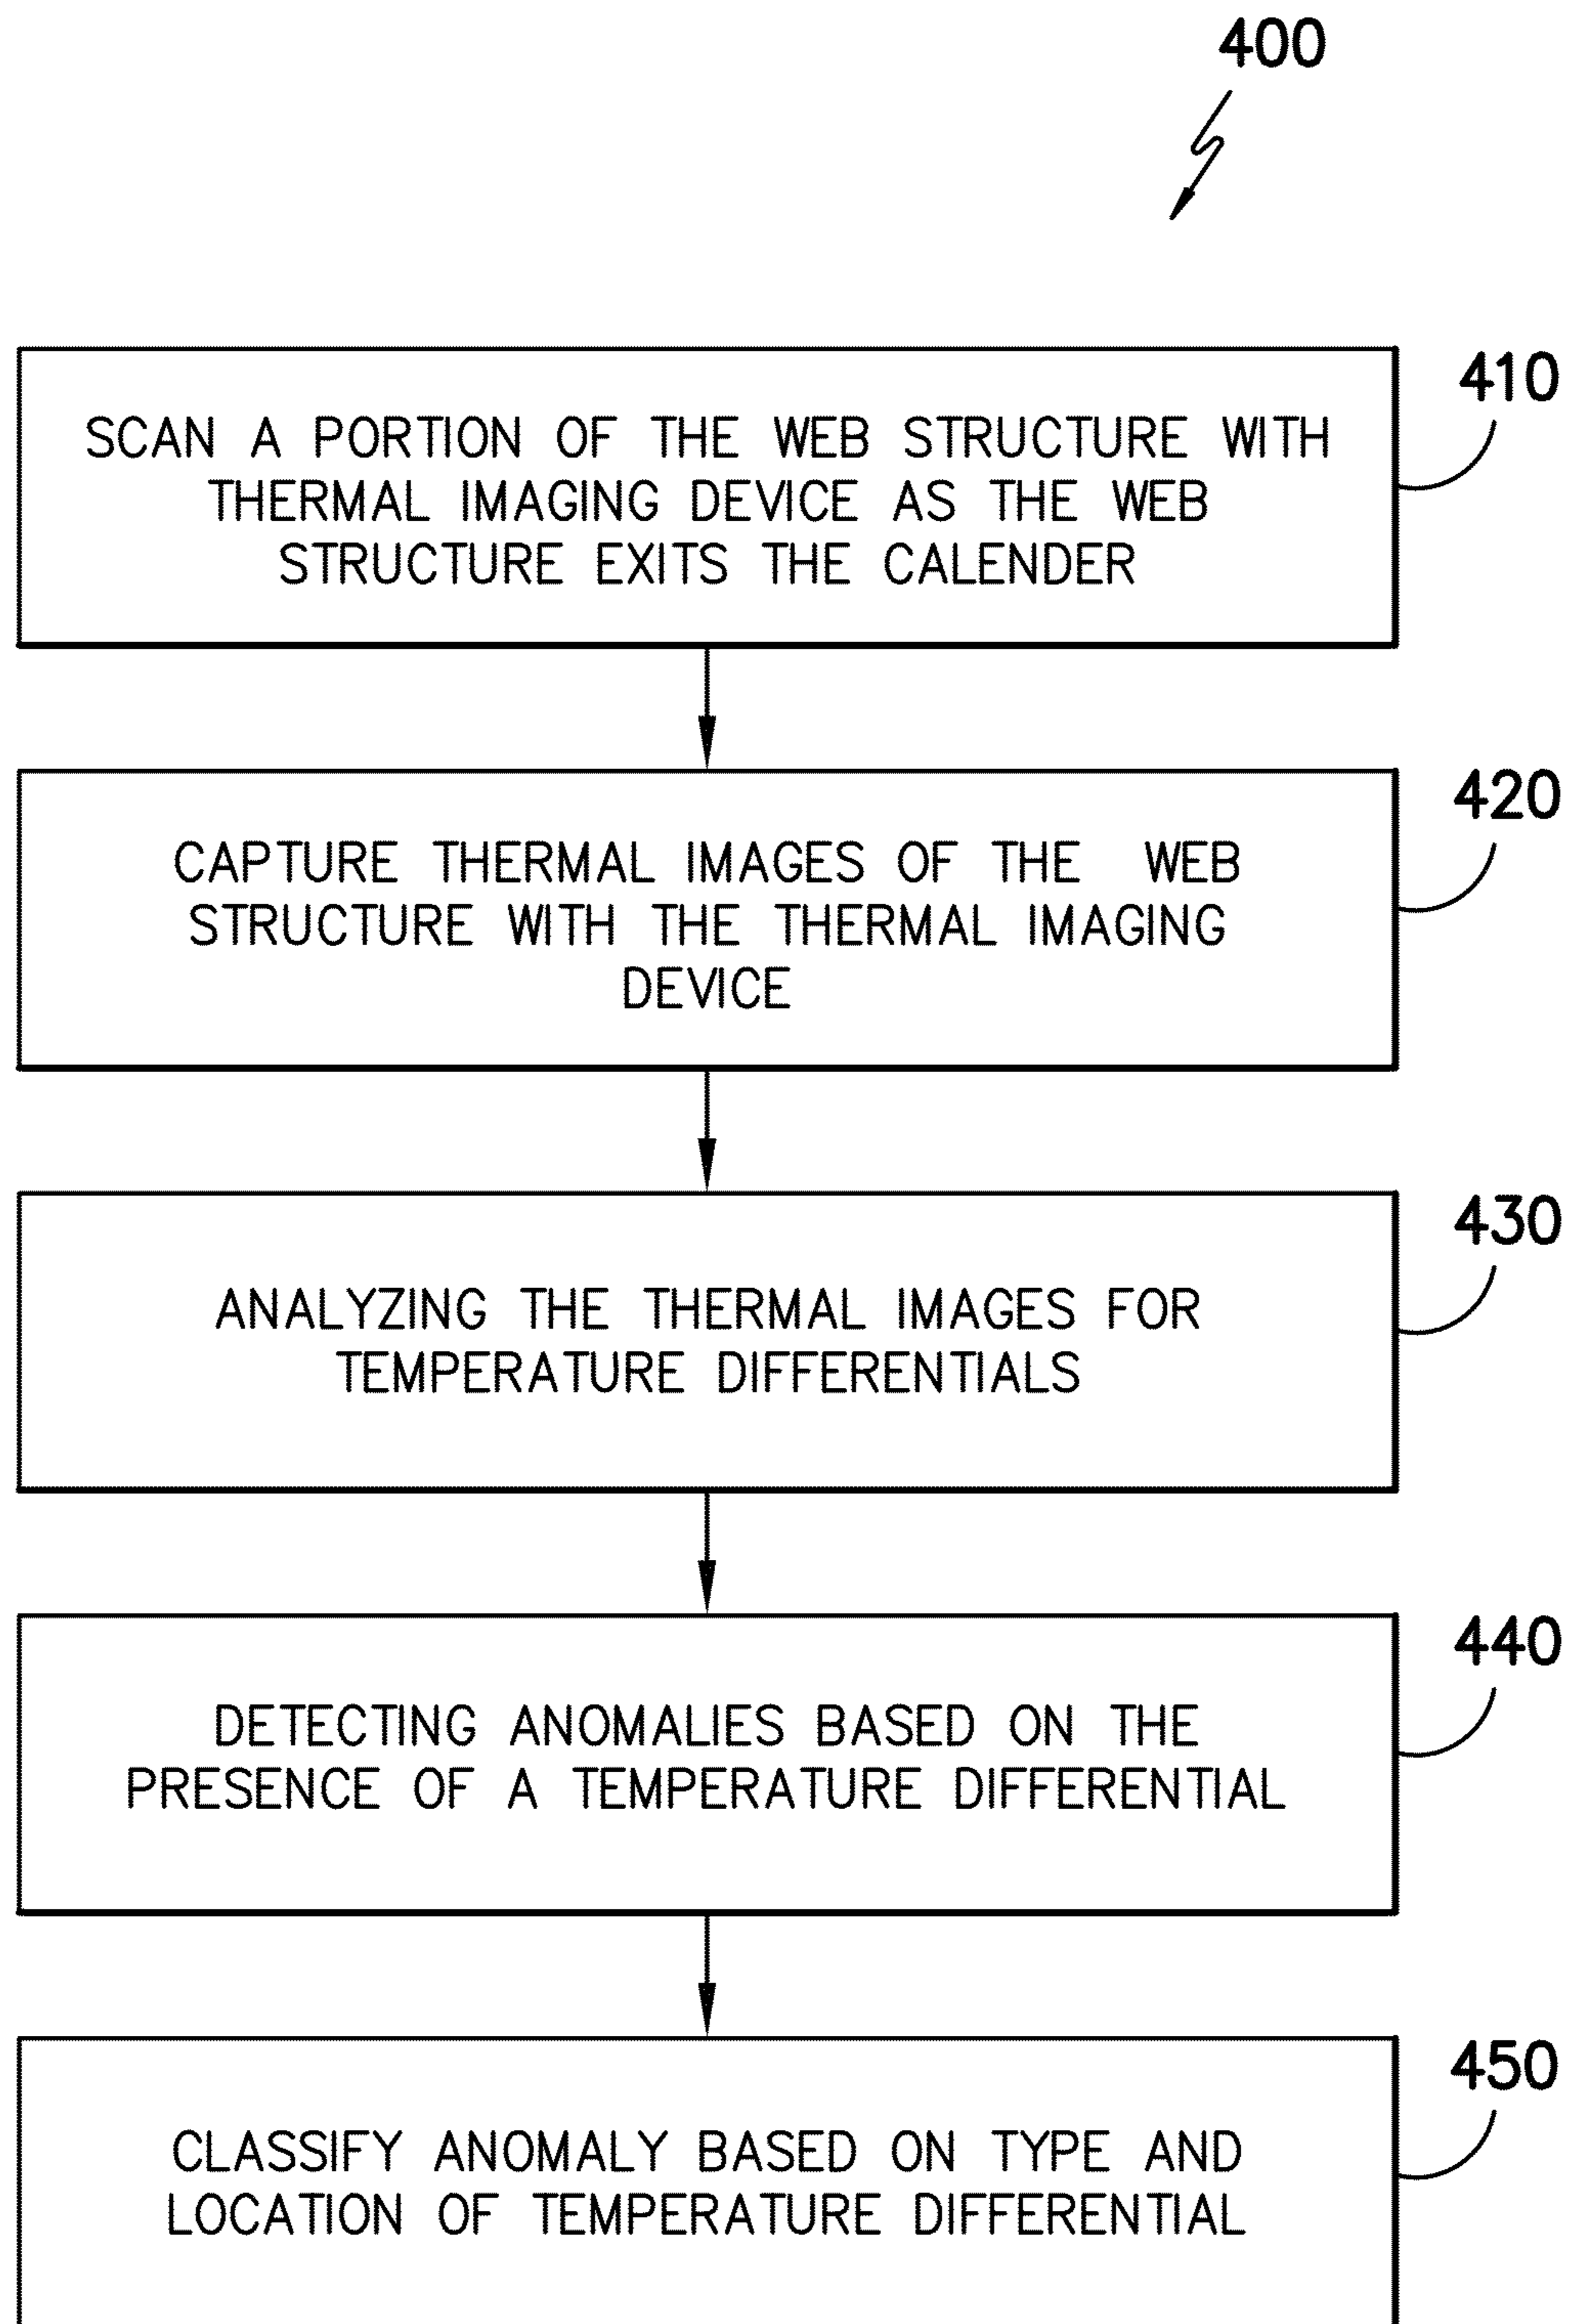 400
SCAN A PORTION OF THE WEB STRUCTURE WITH
THERMAL IMAGING DEVICE AS THE WEB
STRUCTURE EXITS THE CALENDER
410
CAPTURE THERMAL IMAGES OF THE WEB
STRUCTURE WITH THE THERMAL IMAGING
DEVICE
420
ANALYZING THE THERMAL IMAGES FOR
TEMPERATURE DIFFERENTIALS
430
DETECTING ANOMALIES BASED ON THE
PRESENCE OF A TEMPERATURE DIFFERENTIAL
440
CLASSIFY ANOMALY BASED ON TYPE AND
LOCATION OF TEMPERATURE DIFFERENTIAL
450